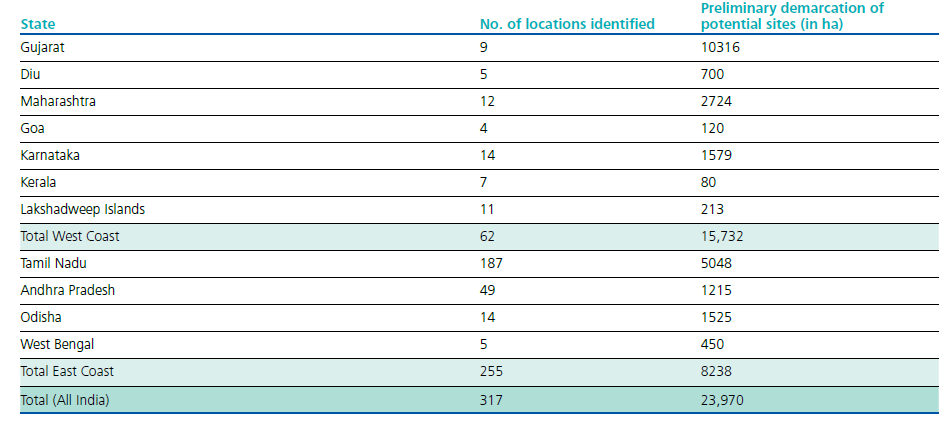 State No. of locations identified Preliminary demarcation of potential sites (in ha)
Gujarat 9 10316
Diu 5 700
Maharashtra 12 2724
Goa 4 120
Karnataka 14 1579
Kerala 7 80
Lakshadweep Islands 11 213
Total West Coast 62 15,732
Tamil Nadu 187 5048
Andhra Pradesh 49 1215
Odisha 14 1525
West Bengal 5 450
Total East Coast 255 8238
Total (All India) 317 23,970